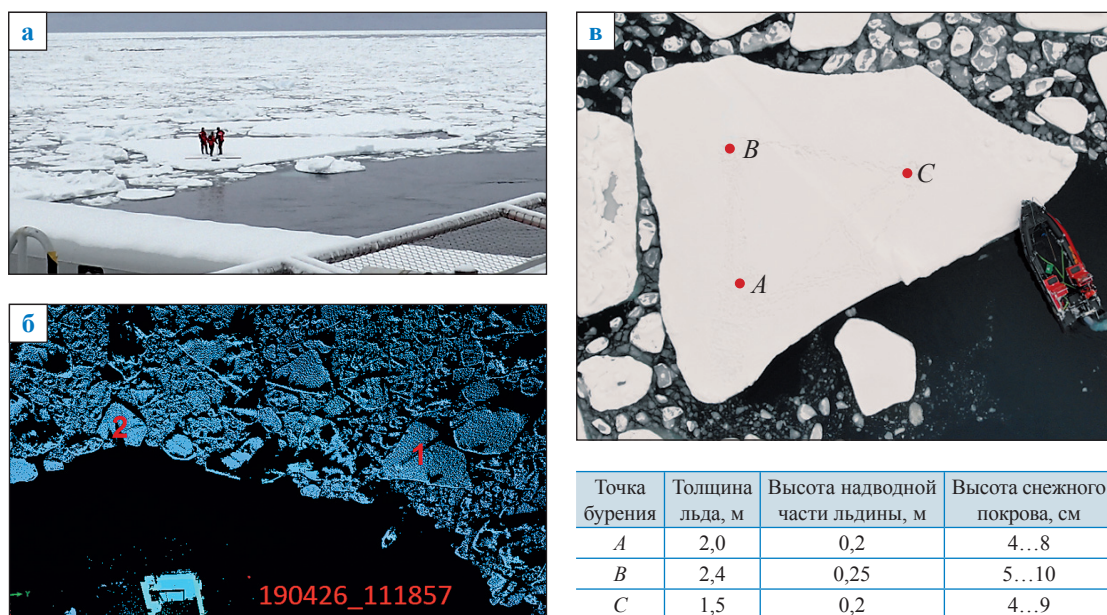 а
б
2
1
Y
190426_111857
в
B
C
A
Точка бурения Толщина льда, м Высота надводной части льдины, м Высота снежного покрова, см
A 2,0 0,2 4…8
B 2,4 0,25 5…10
C 1,5 0,2 4…9